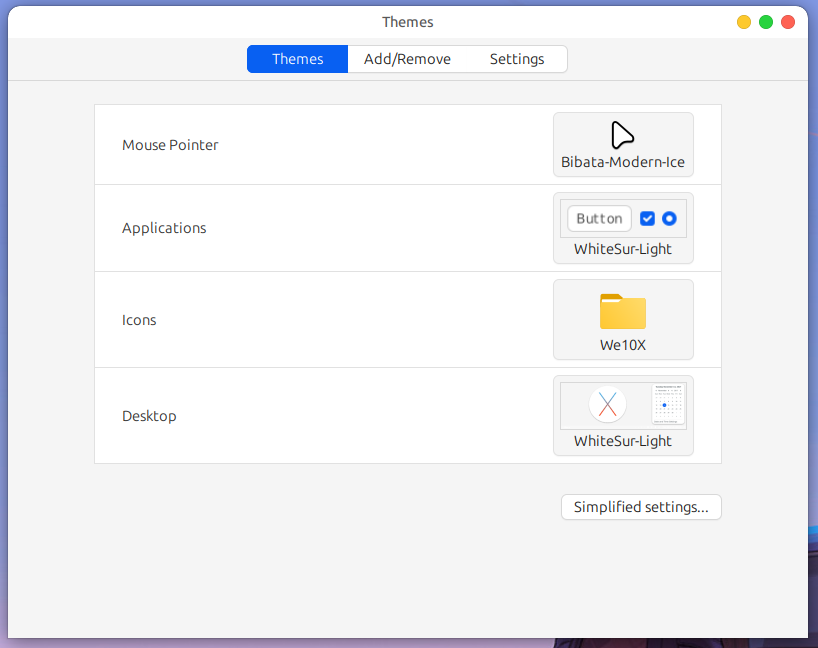 Themes
Themes
Add/Remove
Settings
Mouse Pointer
Bibata-Modern-Ice
Applications
Button
WhiteSur-Light
Icons
We10X
Desktop
WhiteSur-Light
Simplified settings...